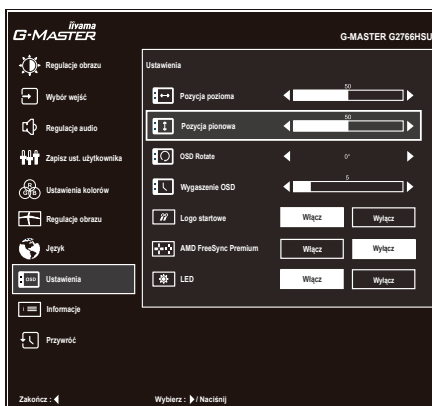 iiyama
G-MASTER
G-MASTER G2766HSU
Regulacje obrazu
Wybór wejść
Regulacje audio
Zapisz ust. użytkownika
Ustawienia kolorów
Regulacje obrazu
Język
OSD Ustawienia
Informacje
Przywróć
Ustawienia
Pozycja pozioma 50
Pozycja pionowa 50
OSD Rotate 0°
Wygaszenie OSD 5
Logo startowe Włącz Wyłącz
AMD FreeSync Premium Włącz Wyłącz
LED Włącz Wyłącz
Zakończ : Wybierz : / Naciśnij